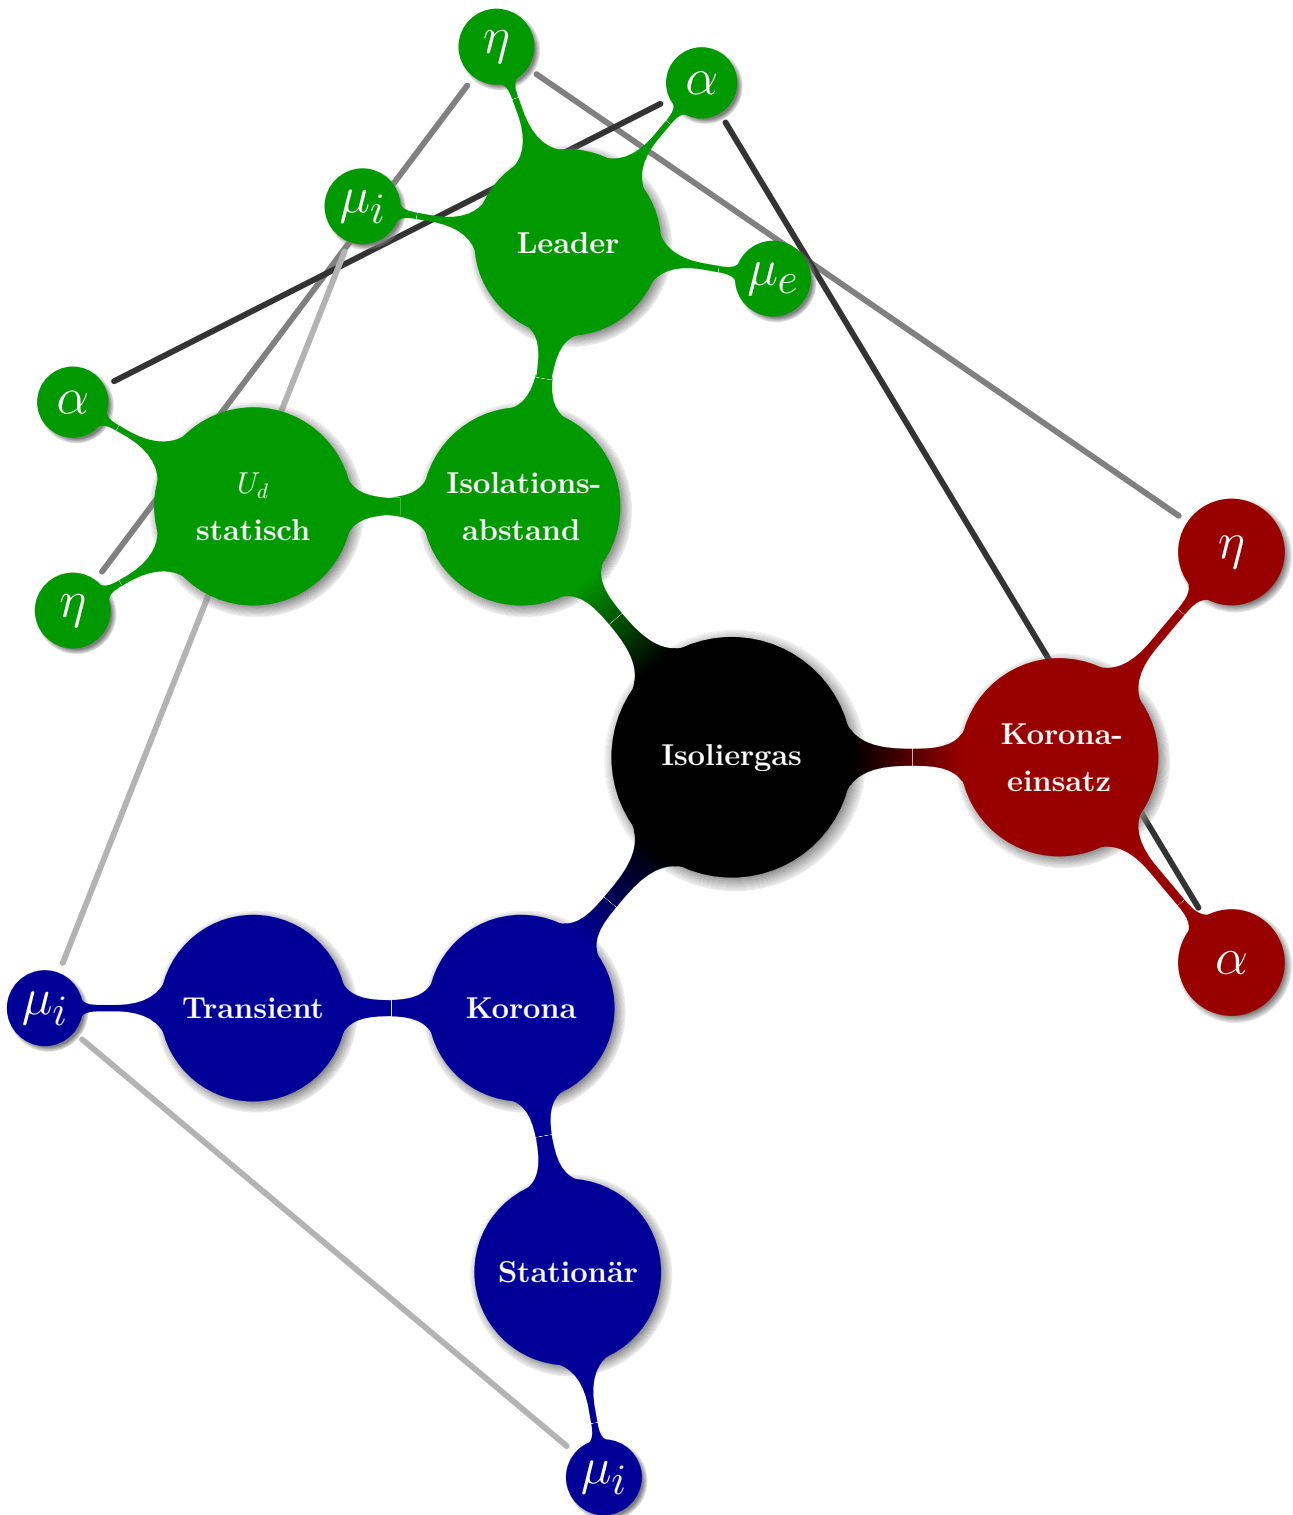 η
α
μi
Leader
μe
α
Ud
statisch
Isolations-
abstand
η
η
Isoliergas
Korona-
einsatz
α
μi
Transient
Korona
Stationär
μi